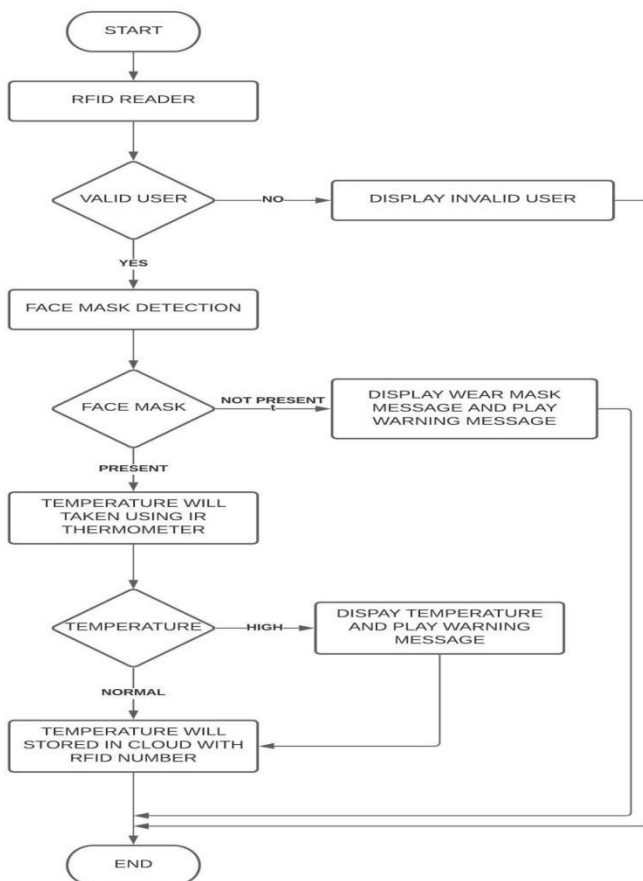 START
RFID READER
VALID USER
NO
DISPLAY INVALID USER
YES
FACE MASK DETECTION
FACE MASK
NOT PRESENT
t
DISPLAY WEAR MASK
MESSAGE AND PLAY
WARNING MESSAGE
PRESENT
TEMPERATURE WILL
TAKEN USING IR
THERMOMETER
TEMPERATURE
HIGH
DISPAY TEMPERATURE
AND PLAY WARNING
MESSAGE
NORMAL
TEMPERATURE WILL
STORED IN CLOUD WITH
RFID NUMBER
END